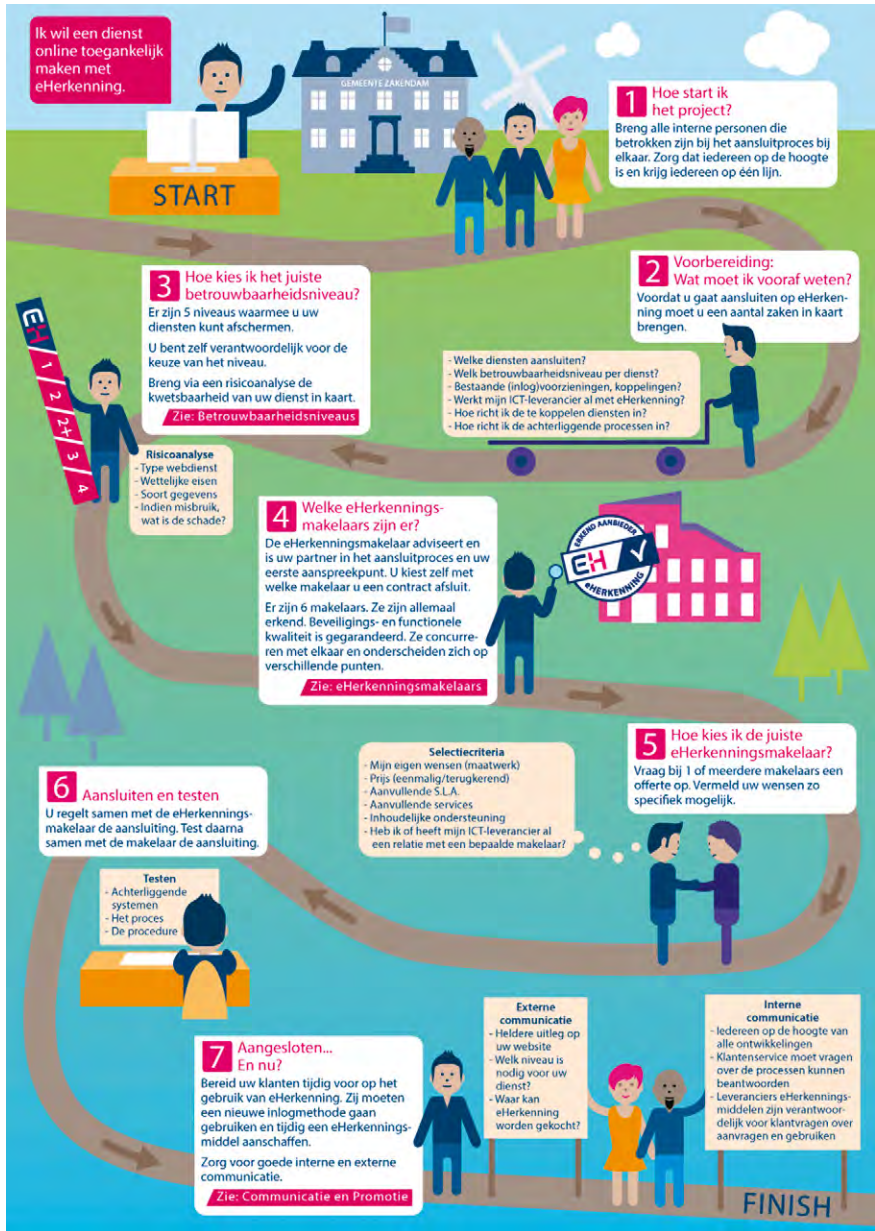 Ik wil een dienst
online toegankelijk
maken met
eHerkenning.
GEMEENTE ZAKENDAM
START
1 Hoe start ik
het project?
Breng alle interne personen die
betrokken zijn bij het aansluitproces bij
elkaar. Zorg dat iedereen op de hoogte
is en krijg iedereen op één lijn.
2 Voorbereiding:
Wat moet ik vooraf weten?
Voordat u gaat aansluiten op eHerken-
ning moet u een aantal zaken in kaart
brengen.
- Welke diensten aansluiten?
- Welk betrouwbaarheidsniveau per dienst?
- Bestaande (inlog)voorzieningen, koppelingen?
- Werkt mijn ICT-leverancier al met eHerkenning?
- Hoe richt ik de te koppelen diensten in?
- Hoe richt ik de achterliggende processen in?
3 Hoe kies ik het juiste
betrouwbaarheidsniveau?
Er zijn 5 niveaus waarmee u uw
diensten kunt afschermen.
U bent zelf verantwoordelijk voor de
keuze van het niveau.
Breng via een risicoanalyse de
kwetsbaarheid van uw dienst in kaart.
Zie: Betrouwbaarheidsniveaus
EH
1
2
2+
3
4
Risicoanalyse
- Type webdienst
- Wettelijke eisen
- Soort gegevens
- Indien misbruik,
wat is de schade?
4 Welke eHerkennings-
makelaars zijn er?
De eHerkenningsmakelaar adviseert en
is uw partner in het aansluitproces en uw
eerste aanspreekpunt. U kiest zelf met
welke makelaar u een contract afsluit.
Er zijn 6 makelaars. Ze zijn allemaal
erkend. Beveiligings- en functionele
kwaliteit is gegarandeerd. Ze concurre-
ren met elkaar en onderscheiden zich op
verschillende punten.
Zie: eHerkenningsmakelaars
ERKEND AANBIEDER
EH
eHERKENNING
5 Hoe kies ik de juiste
eHerkenningsmakelaar?
Vraag bij 1 of meerdere makelaars een
offerte op. Vermeld uw wensen zo
specifiek mogelijk.
Selectiecriteria
- Mijn eigen wensen (maatwerk)
- Prijs (eenmalig/terugkerend)
- Aanvullende S.L.A.
- Aanvullende services
- Inhoudelijke ondersteuning
- Heb ik of heeft mijn ICT-leverancier al
een relatie met een bepaalde makelaar?
6 Aansluiten en testen
U regelt samen met de eHerkennings-
makelaar de aansluiting. Test daarna
samen met de makelaar de aansluiting.
Testen
- Achterliggende
systemen
- Het proces
- De procedure
7 Aangesloten...
En nu?
Bereid uw klanten tijdig voor op het
gebruik van eHerkenning. Zij moeten
een nieuwe inlogmethode gaan
gebruiken en tijdig een eHerkennings-
middel aanschaffen.
Zorg voor goede interne en externe
communicatie.
Zie: Communicatie en Promotie
Externe
communicatie
- Heldere uitleg op
uw website
- Welk niveau is
nodig voor uw
dienst?
- Waar kan
eHerkenning
worden gekocht?
Interne
communicatie
- Iedereen op de hoogte van
alle ontwikkelingen
- Klantenservice moet vragen
over de processen kunnen
beantwoorden
- Leveranciers eHerkennings-
middelen zijn verantwoor-
delijk voor klantvragen over
aanvragen en gebruiken
FINISH